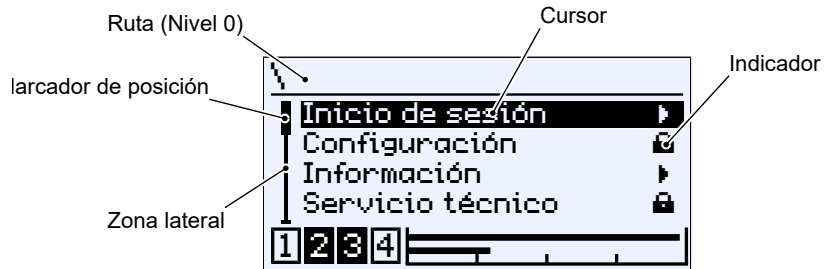 Ruta (Nivel 0)
Cursor
Indicador
larcador de posición
\
Inicio de sesión
Configuración
Información
Servicio técnico
Zona lateral
1 2 3 4